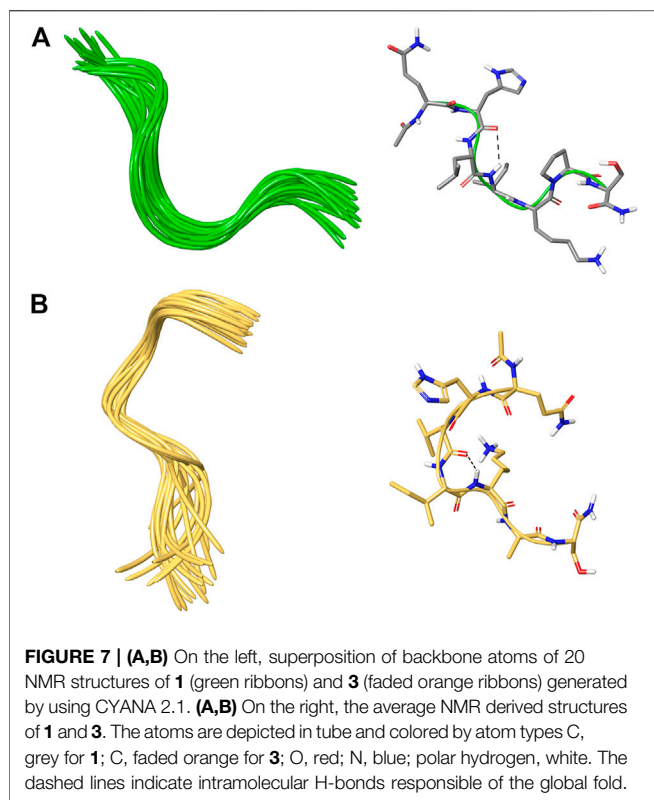 A
B
FIGURE 7 | (A,B) On the left, superposition of backbone atoms of 20
NMR structures of 1 (green ribbons) and 3 (faded orange ribbons) generated
by using CYANA 2.1. (A,B) On the right, the average NMR derived structures
of 1 and 3. The atoms are depicted in tube and colored by atom types C,
grey for 1; C, faded orange for 3; O, red; N, blue; polar hydrogen, white. The
dashed lines indicate intramolecular H-bonds responsible of the global fold.